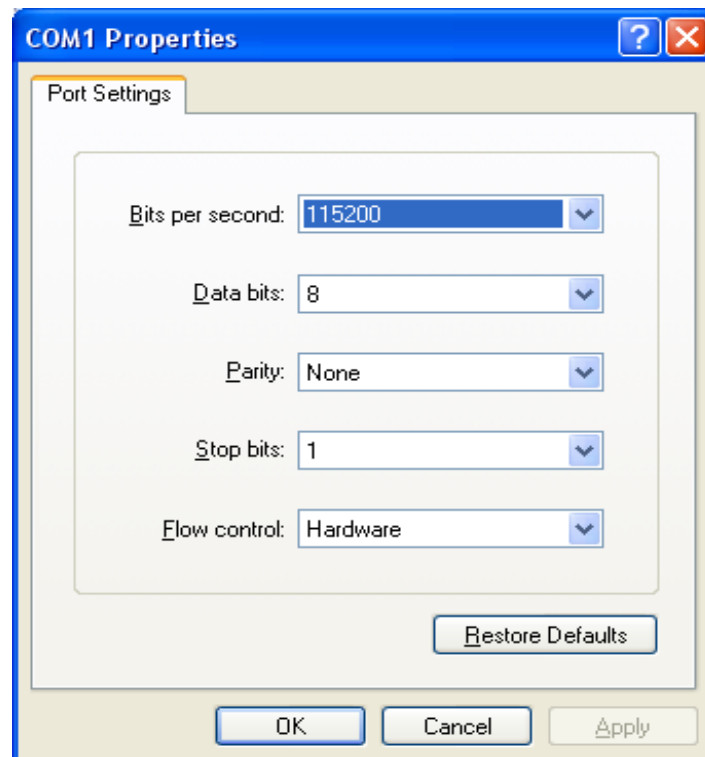 COM1 Properties
Port Settings
Bits per second: 115200
Data bits: 8
Parity: None
Stop bits: 1
Flow control: Hardware
Restore Defaults
OK Cancel Apply